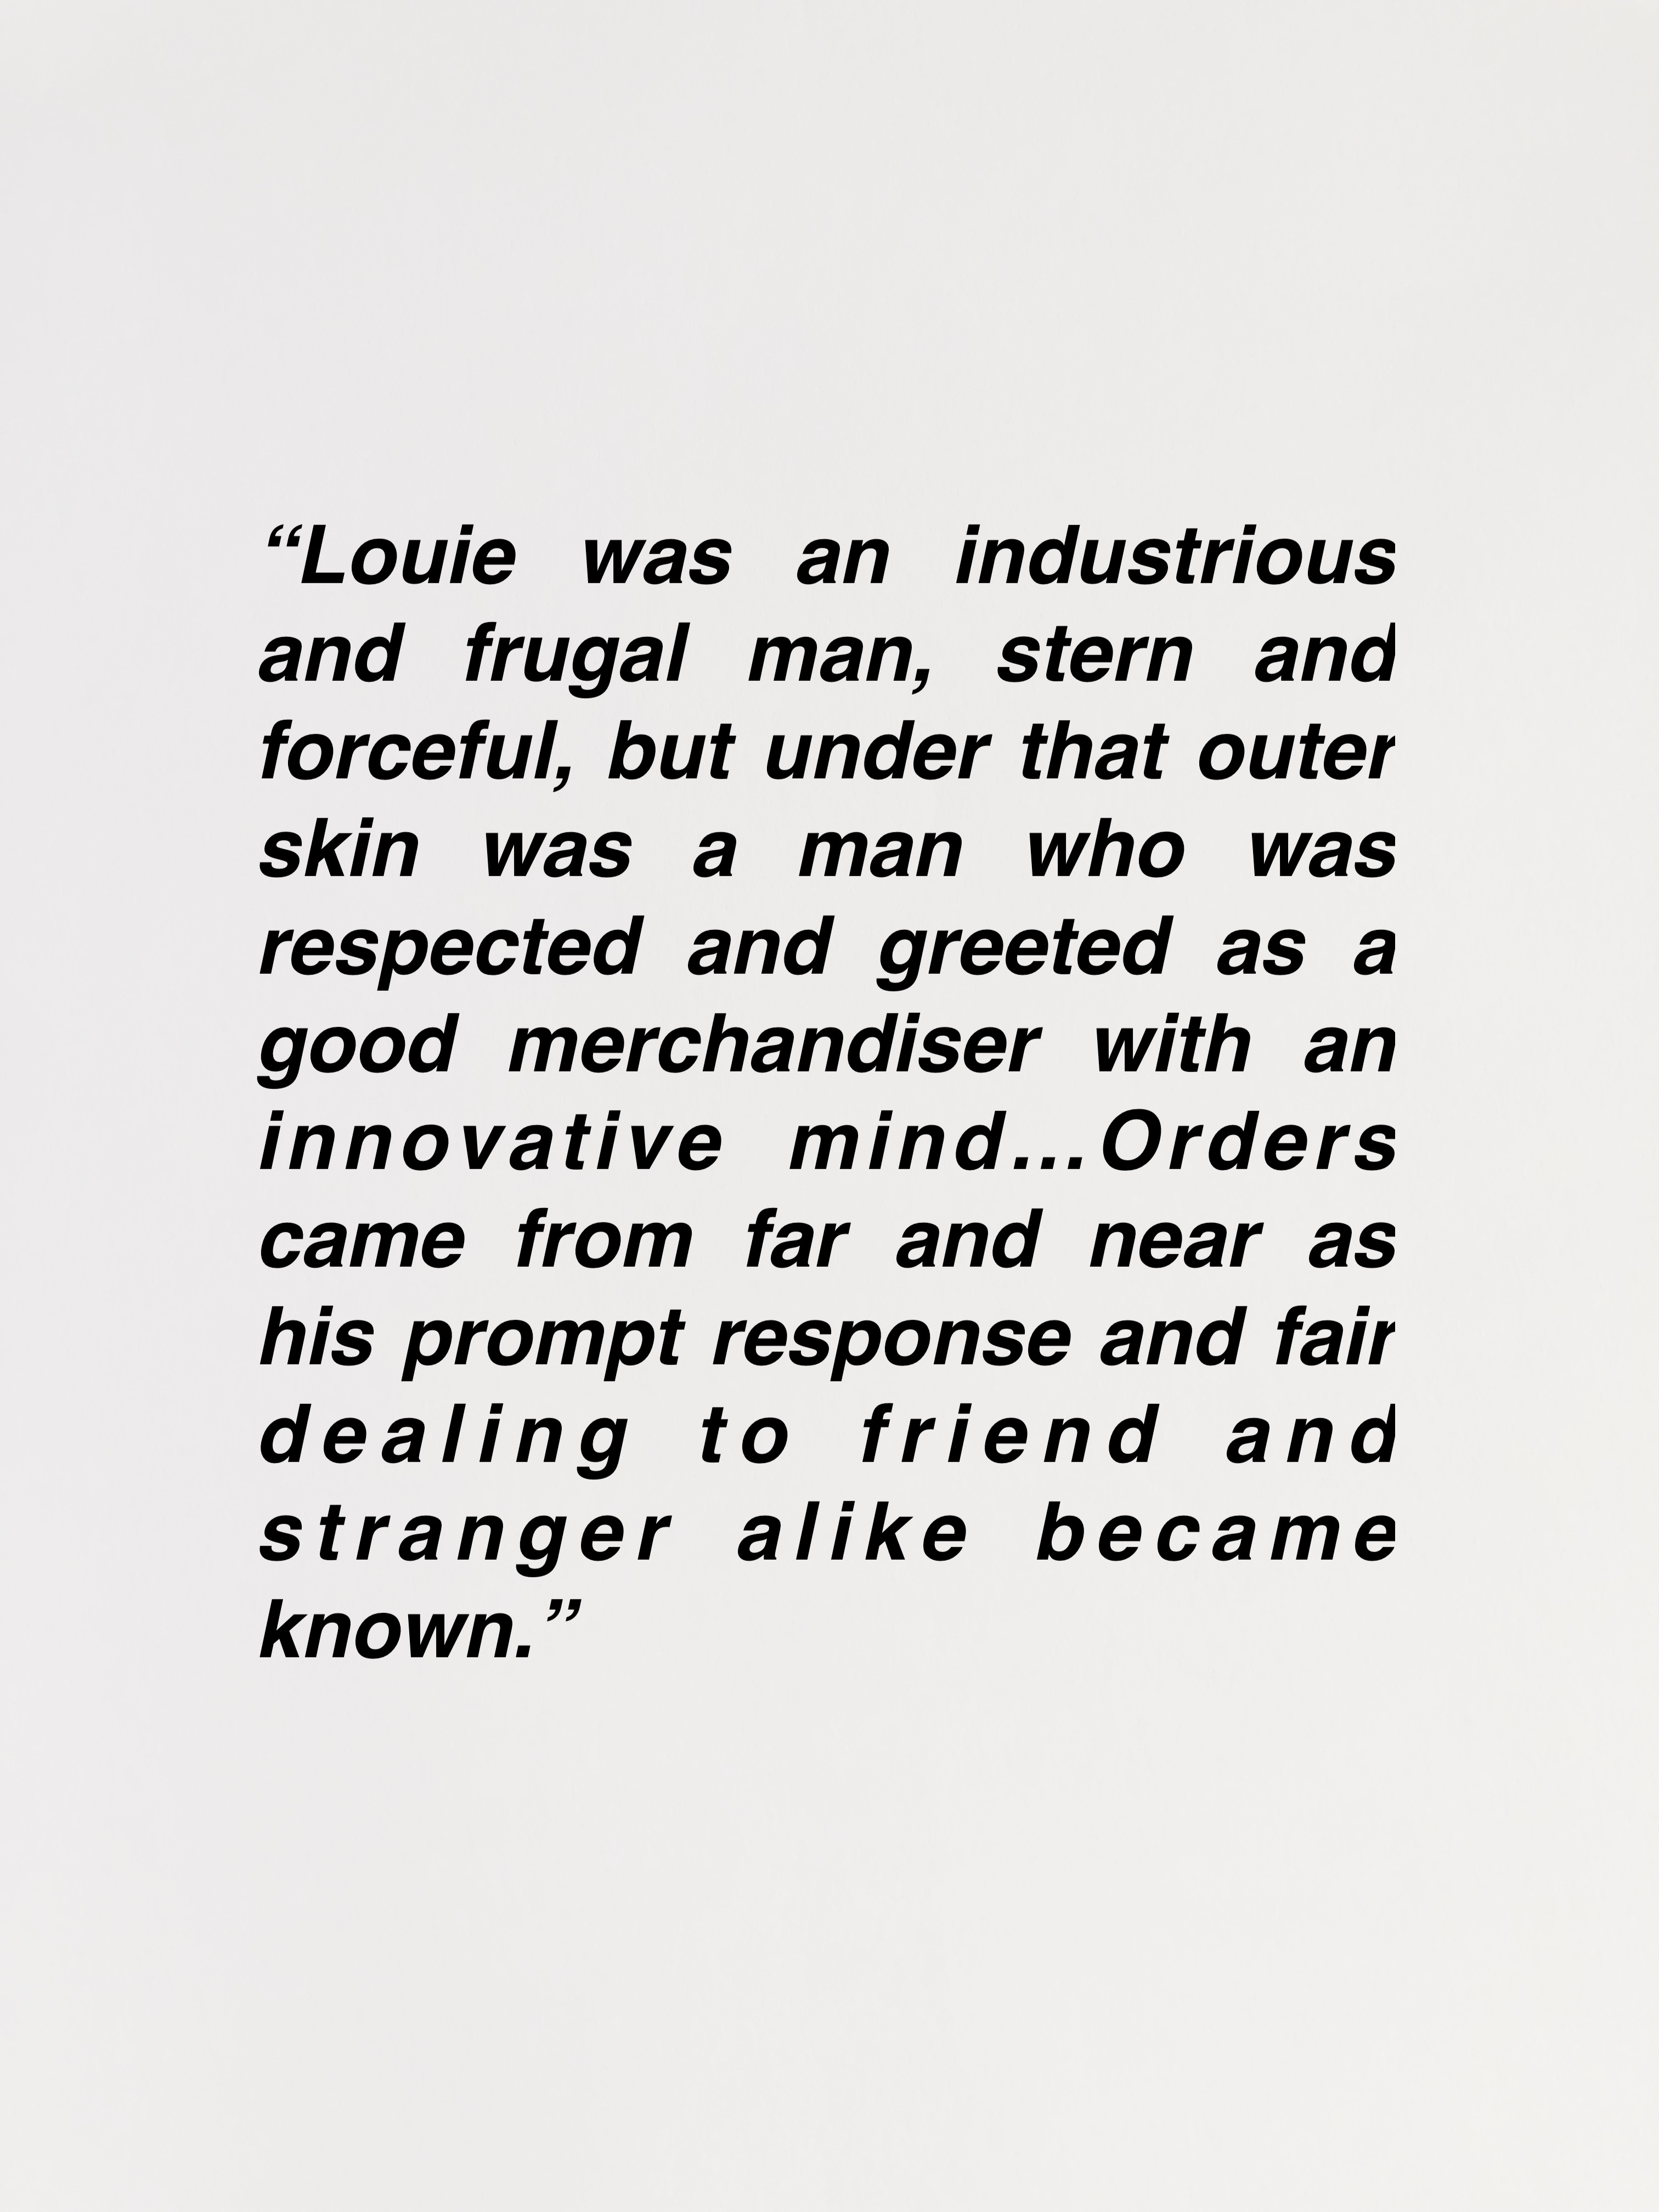 “Louie was an industrious
and frugal man, stern and
forceful, but under that outer
skin was a man who was
respected and greeted as a
good merchandiser with an
innovative mind...Orders
came from far and near as
his prompt response and fair
dealing to friend and
stranger alike became
known.”